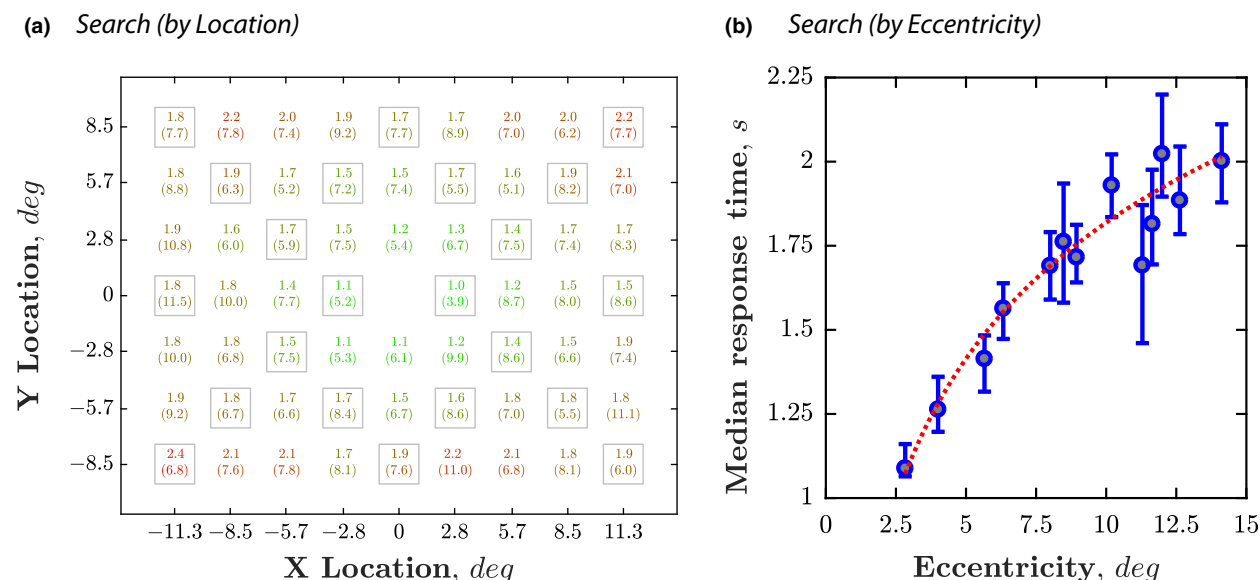 (a) Search (by Location)
8.5
1.8 2.2 2.0 1.9 1.7 1.7 2.0 2.0 2.2
(7.7) (7.8) (7.4) (9.2) (7.7) (8.9) (7.0) (6.2) (7.7)
5.7
1.8 1.9 1.7 1.5 1.5 1.7 1.6 1.9 2.1
(8.8) (6.3) (5.2) (7.2) (7.4) (5.5) (5.1) (8.2) (7.0)
2.8
1.9 1.6 1.7 1.5 1.2 1.3 1.4 1.7 1.7
(10.8) (6.0) (5.9) (7.5) (5.4) (6.7) (7.5) (7.4) (8.3)
0
1.8 1.8 1.4 1.1 1.0 1.2 1.5 1.5
(11.5) (10.0) (7.7) (5.2) (3.9) (8.7) (8.0) (8.6)
−2.8
1.8 1.8 1.5 1.1 1.1 1.2 1.4 1.5 1.9
(10.0) (6.8) (7.5) (5.3) (6.1) (9.9) (8.6) (6.6) (7.4)
−5.7
1.9 1.8 1.7 1.7 1.5 1.6 1.8 1.8 1.8
(9.2) (6.7) (6.6) (8.4) (6.7) (8.6) (7.0) (5.5) (11.1)
−8.5
2.4 2.1 2.1 1.7 1.9 2.2 2.1 1.8 1.9
(6.8) (7.6) (7.8) (8.1) (7.6) (11.0) (6.8) (8.1) (6.0)
−11.3 −8.5 −5.7 −2.8 0 2.8 5.7 8.5 11.3
X Location, deg
Y Location, deg
(b) Search (by Eccentricity)
2.25
2
1.75
1.5
1.25
1
0 2.5 5 7.5 10 12.5 15
Eccentricity, deg
Median response time, s